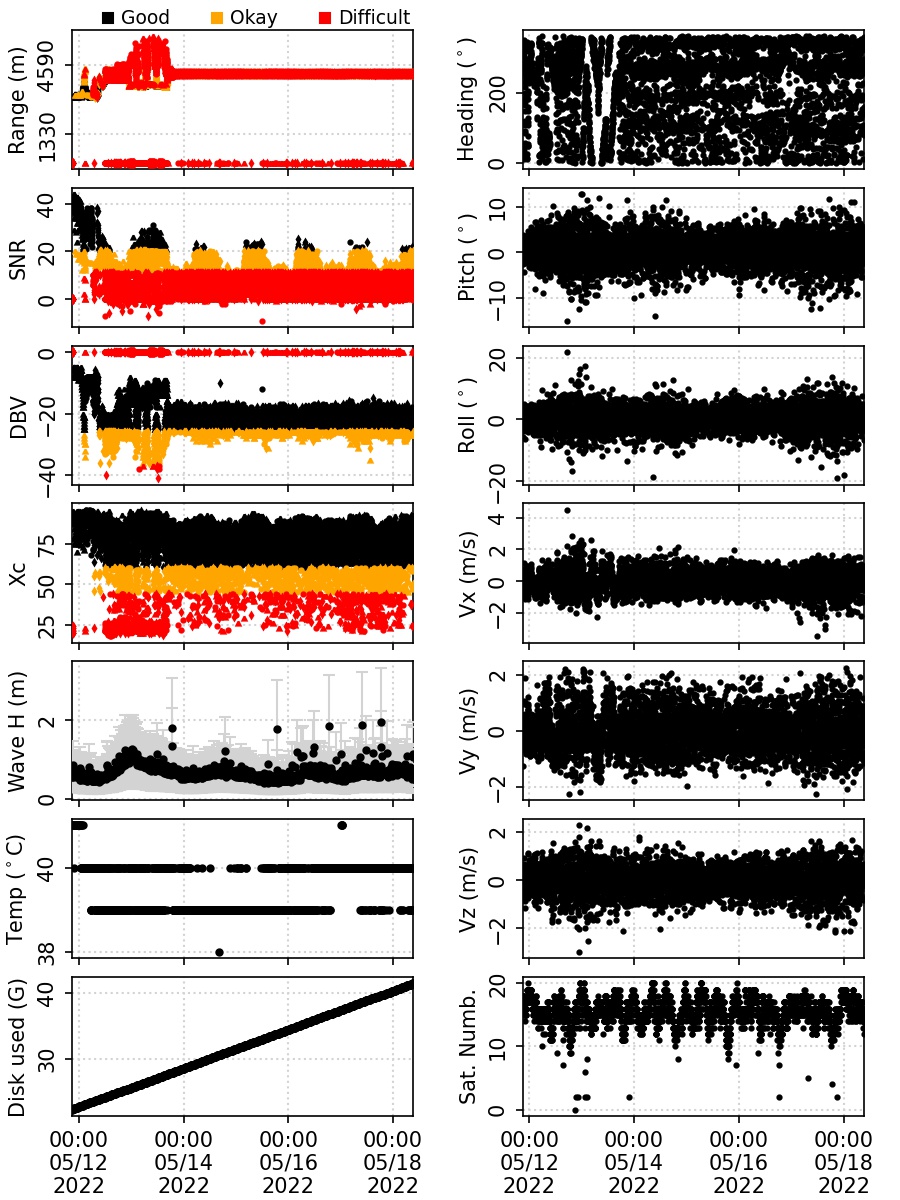 Good Okay Difficult
Range (m)
4590
1330
Heading (°)
200
0
SNR
40
20
0
Pitch (°)
10
0
−10
DBV
0
−20
−40
Roll (°)
20
0
−20
Xc
75
50
25
Vx (m/s)
4
2
0
−2
Wave H (m)
2
0
Vy (m/s)
2
0
−2
Temp (°C)
40
38
Vz (m/s)
2
0
−2
Disk used (G)
40
30
Sat. Numb.
20
10
0
00:00 00:00 00:00 00:00 00:00 00:00 00:00 00:00
05/12 05/14 05/16 05/18 05/12 05/14 05/16 05/18
2022 2022 2022 2022 2022 2022 2022 2022